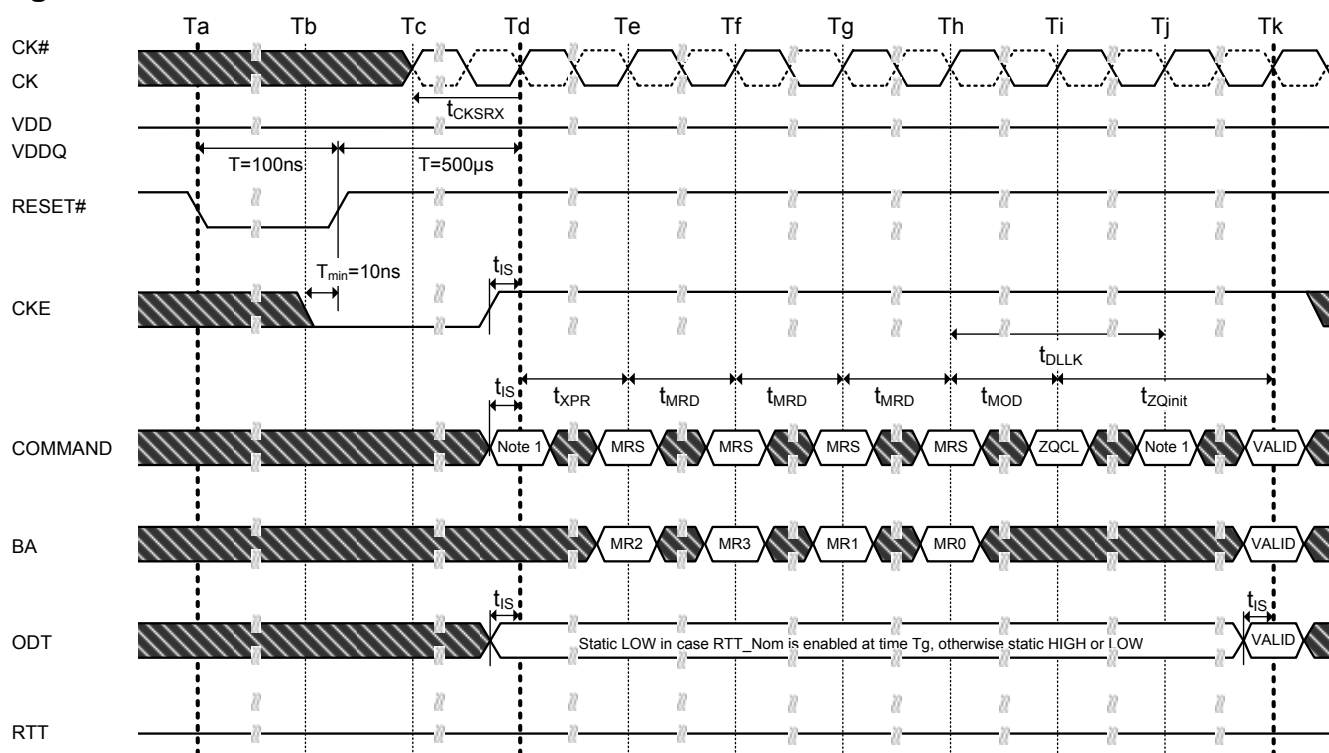 Ta Tb Tc Td Te Tf Tg Th Ti Tj Tk
CK#
CK
tCKSRX
VDD
VDDQ
T=100ns T=500µs
RESET#
Tmin=10ns tIS
CKE
tDLLK
tIS tXPR tMRD tMRD tMRD tMOD tZQinit
COMMAND Note 1 MRS MRS MRS MRS ZQCL Note 1 VALID
BA MR2 MR3 MR1 MR0 VALID
tIS tIS
ODT Static LOW in case RTT_Nom is enabled at time Tg, otherwise static HIGH or LOW VALID
RTT